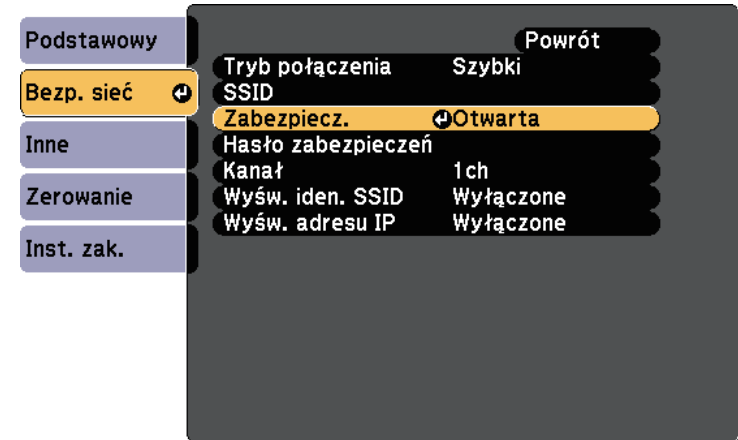 Podstawowy
Bezp. sieć
Inne
Zerowanie
Inst. zak.
Powrót
Tryb połączenia Szybki
SSID
Zabezpiecz. Otwarta
Hasło zabezpieczeń
Kanał 1ch
Wyśw. iden. SSID Wyłączone
Wyśw. adresu IP Wyłączone